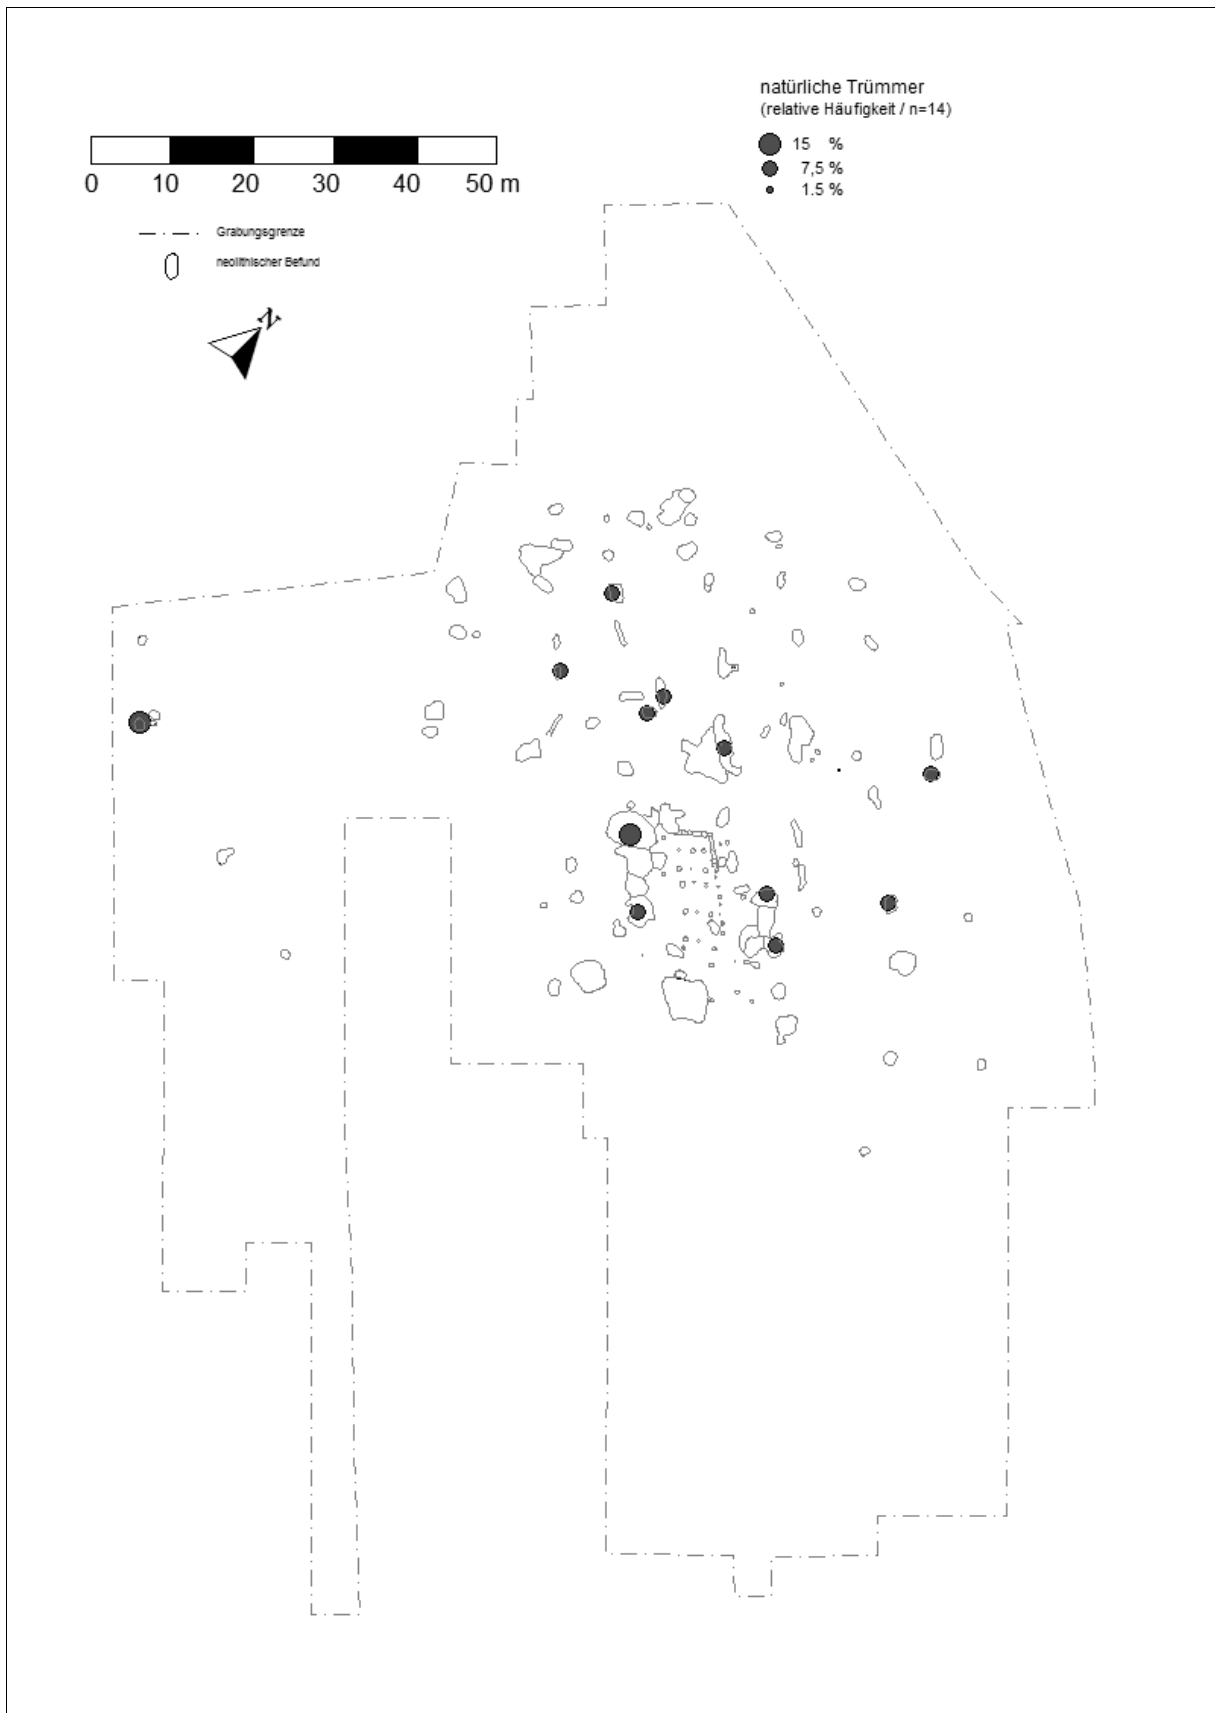 natürliche Trümmer
(relative Häufigkeit / n=14)
15 %
7,5 %
1.5 %
0 10 20 30 40 50 m
Grabungsgrenze
neolithischer Befund
N